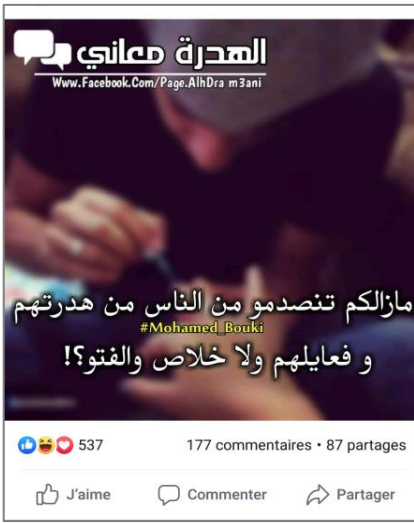 الهدرة معاني
Www.Facebook.Com/Page.AlhDra m3ani
مازالكم تنصدمو من الناس من هدرتهم
#Mohamed_Bouki
و فعايلهم ولا خلاص والفتو؟!
537
177 commentaires • 87 partages
J'aime
Commenter
Partager